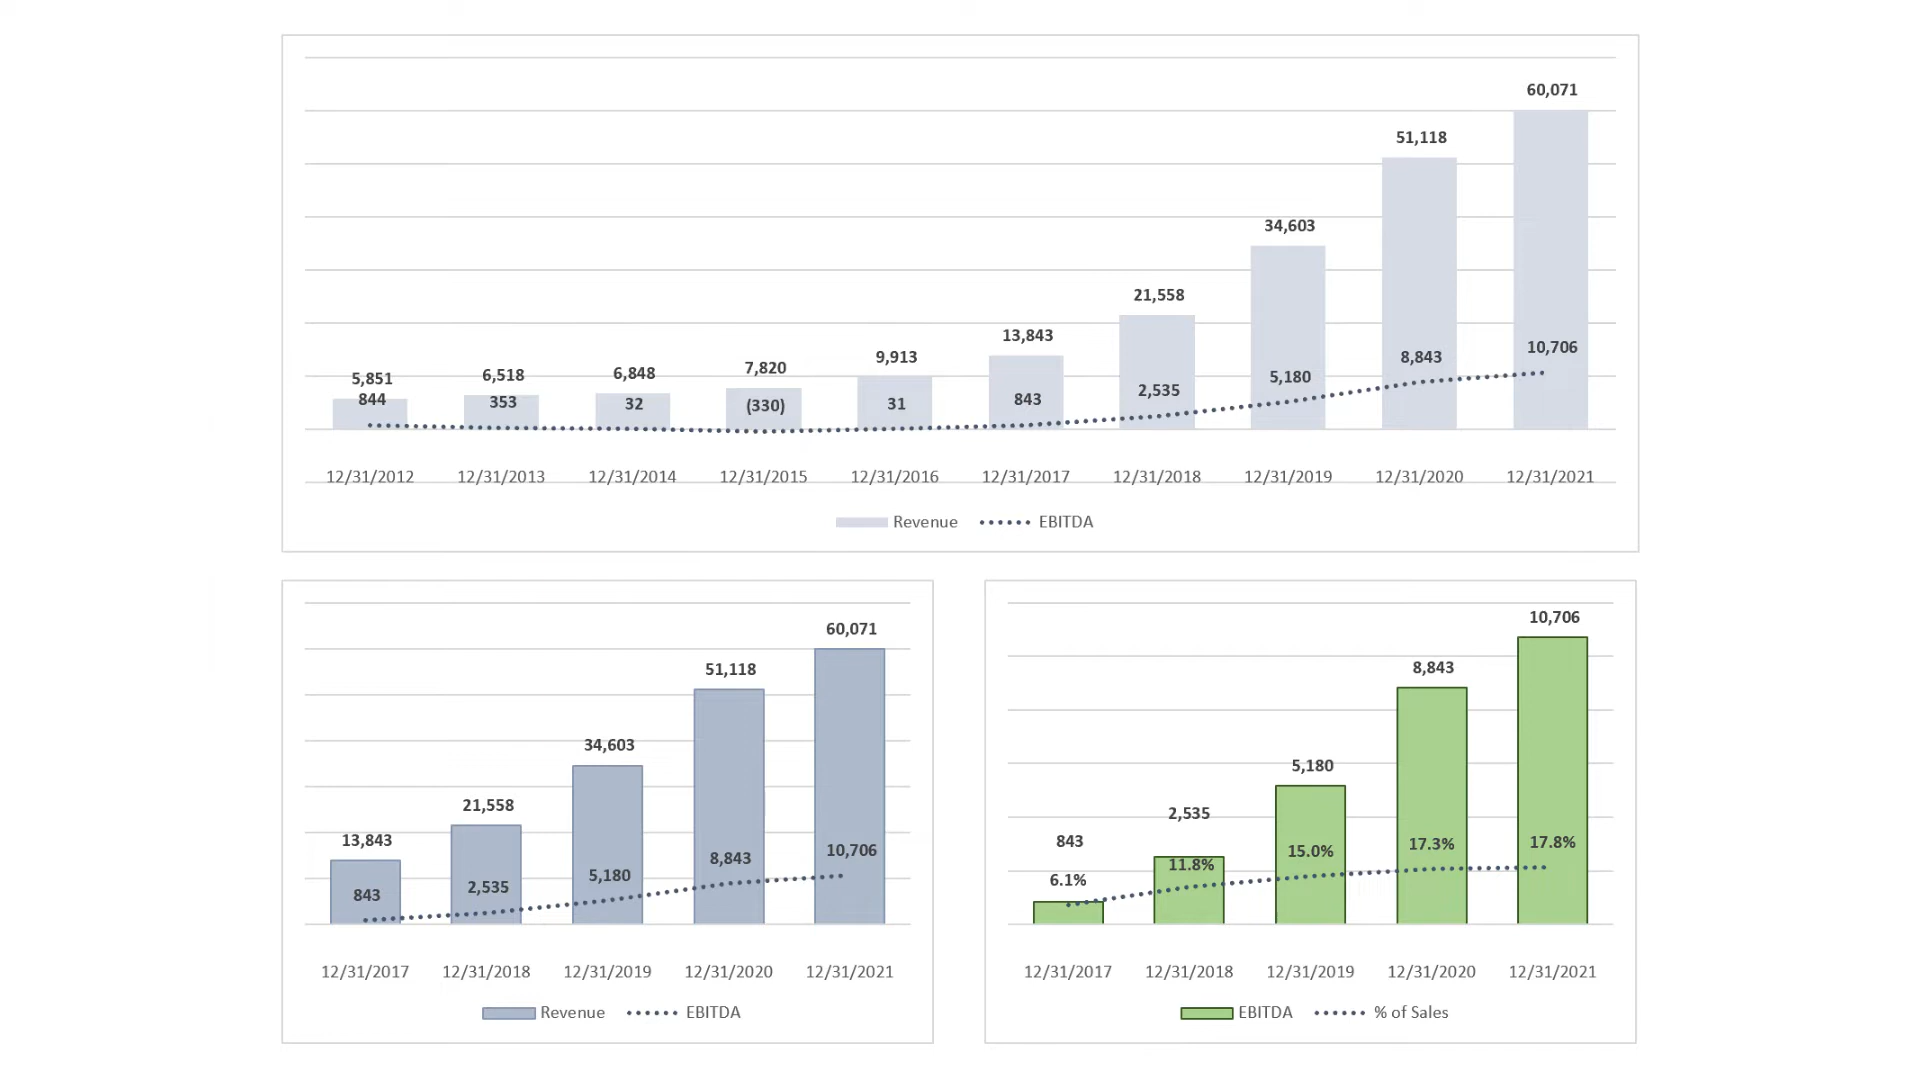 60,071
51,118
34,603
21,558
13,843
9,913
7,820
6,848
6,518
5,851
844 353 32 (330) 31 843 2,535 5,180 8,843 10,706
12/31/2012 12/31/2013 12/31/2014 12/31/2015 12/31/2016 12/31/2017 12/31/2018 12/31/2019 12/31/2020 12/31/2021
Revenue EBITDA
60,071
51,118
34,603
21,558
13,843
843 2,535 5,180 8,843 10,706
12/31/2017 12/31/2018 12/31/2019 12/31/2020 12/31/2021
Revenue EBITDA
10,706
8,843
5,180
2,535
843
6.1% 11.8% 15.0% 17.3% 17.8%
12/31/2017 12/31/2018 12/31/2019 12/31/2020 12/31/2021
EBITDA % of Sales